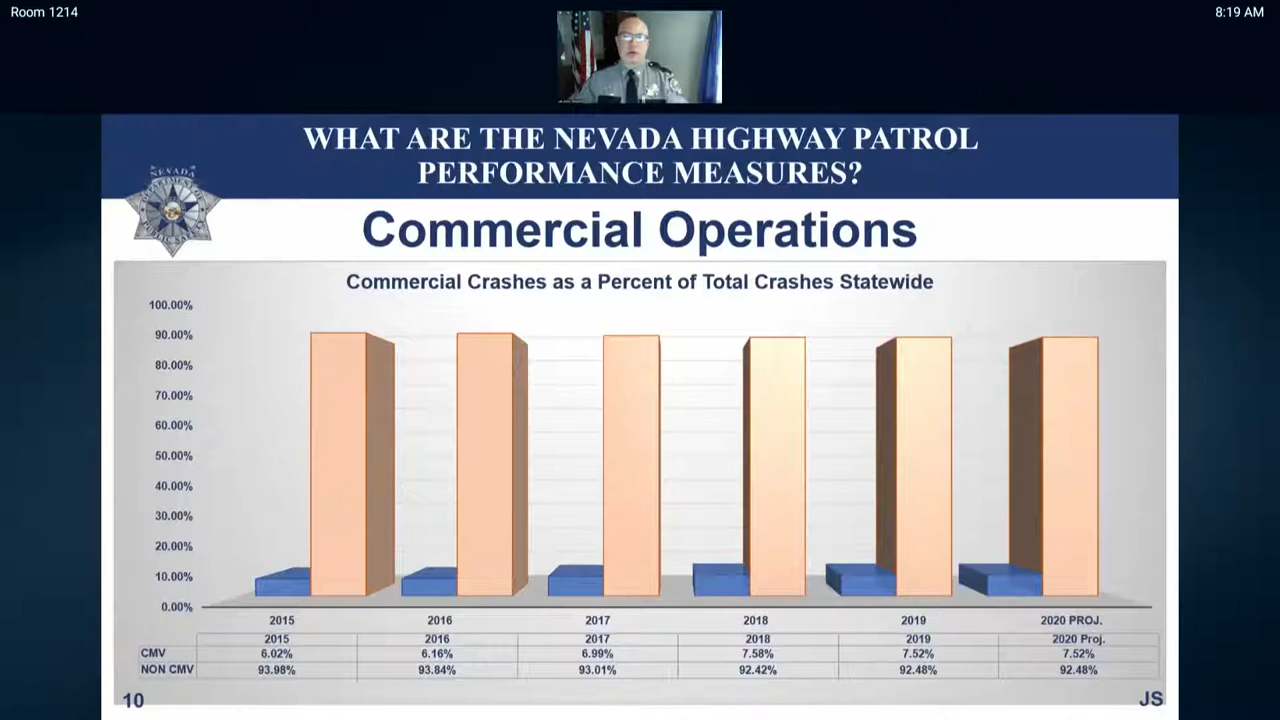 Room 1214
8:19 AM
WHAT ARE THE NEVADA HIGHWAY PATROL
PERFORMANCE MEASURES?
NEVADA
Commercial Operations
Commercial Crashes as a Percent of Total Crashes Statewide
100.00%
90.00%
80.00%
70.00%
60.00%
50.00%
40.00%
30.00%
20.00%
10.00%
0.00%
2015 2016 2017 2018 2019 2020 PROJ.
2015 2016 2017 2018 2019 2020 Proj.
CMV 6.02% 6.16% 6.99% 7.58% 7.52% 7.52%
NON CMV 93.98% 93.84% 93.01% 92.42% 92.48% 92.48%
10
JS